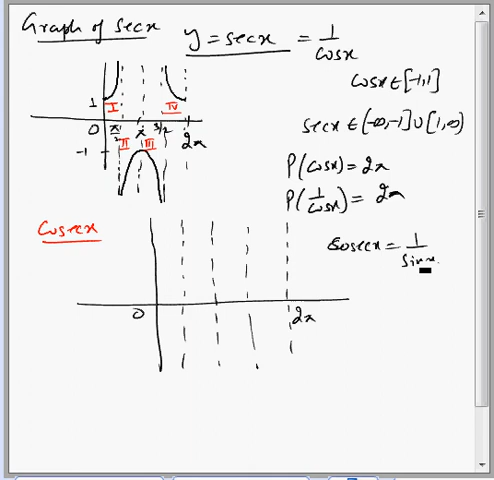 Graph of secx
y = secx = 1/cosx
cosx ∈ [-1,1]
secx ∈ (-∞,-1] ∪ [1,∞)
P(cosx) = 2π
P(1/cosx) = 2π
1
I
IV
0
π/2
π
3/2
2π
II
III
-1
Cosecx
Cosecx = 1/sinx
0
2π